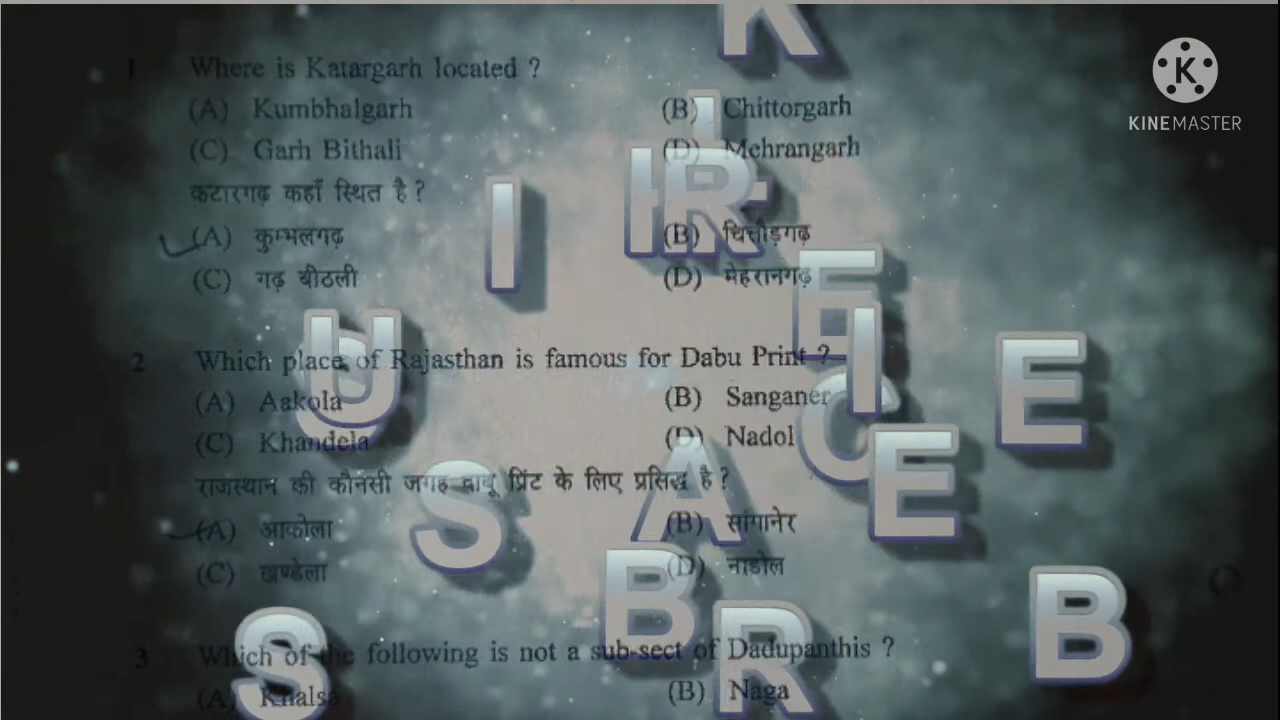 1 Where is Katargarh located ?
(A) Kumbhalgarh (B) Chittorgarh
(C) Garh Bithali (D) Mehrangarh
कटारगढ़ कहाँ स्थित है ?
(A) कुम्भलगढ़ (B) चित्तौड़गढ़
(C) गढ़ बीठली (D) मेहरानगढ़
2 Which place of Rajasthan is famous for Dabu Print ?
(A) Aakola (B) Sanganer
(C) Khandela (D) Nadol
राजस्थान की कौनसी जगह दाबू प्रिंट के लिए प्रसिद्ध है ?
(A) आकोला (B) सांगानेर
(C) खण्डेला (D) नाडोल
3 Which of the following is not a sub-sect of Dadupanthis ?
(A) Khalsa (B) Naga
K
KINEMASTER
I
R
E
U
I
E
C
E
S
A
B
S
R
B